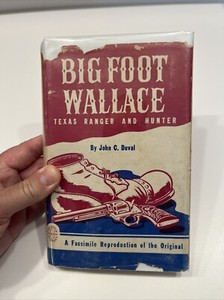 BIG FOOT
WALLACE
TEXAS RANGER AND HUNTER
By John C. Duval
A Facsimile Reproduction of the Original